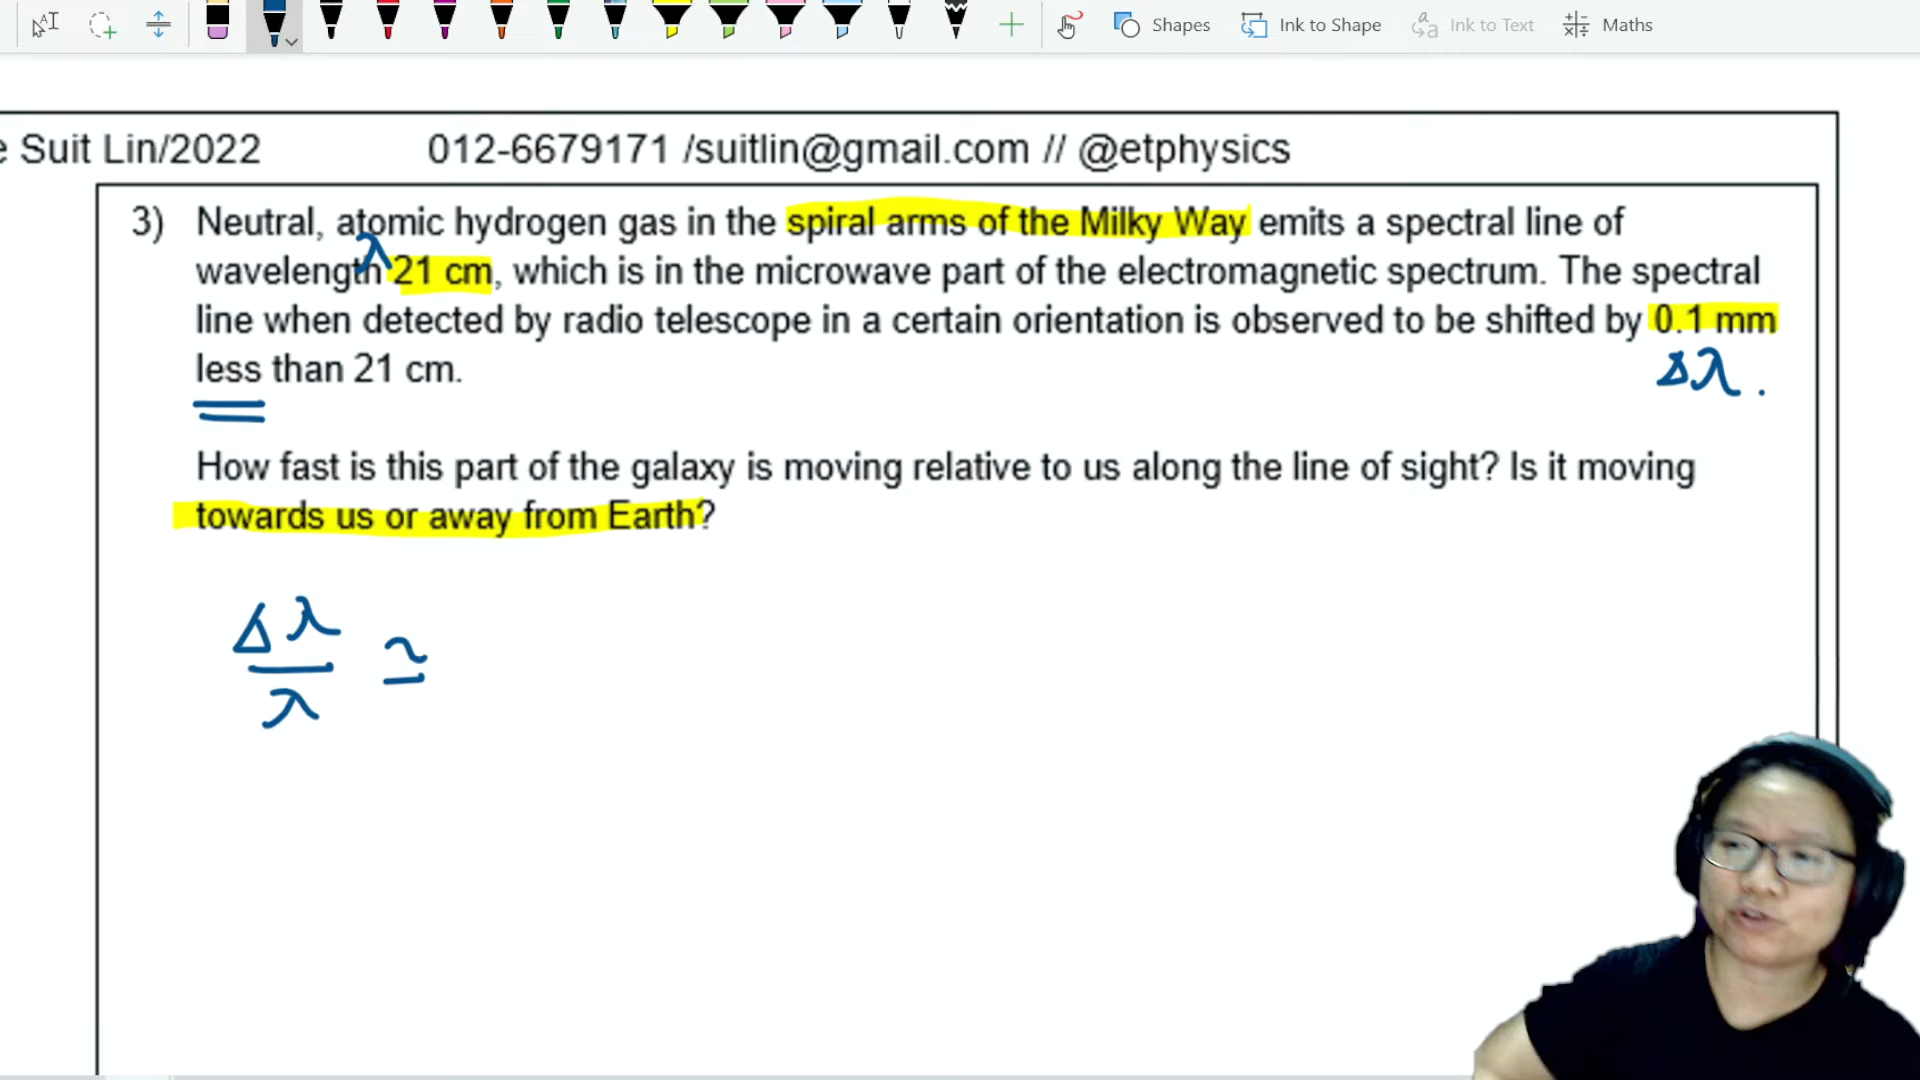 Shapes Ink to Shape Ink to Text Maths
e Suit Lin/2022 012-6679171 /suitlin@gmail.com // @etphysics
3) Neutral, atomic hydrogen gas in the spiral arms of the Milky Way emits a spectral line of
λ
wavelength 21 cm, which is in the microwave part of the electromagnetic spectrum. The spectral
line when detected by radio telescope in a certain orientation is observed to be shifted by 0.1 mm
less than 21 cm.
Δλ.
How fast is this part of the galaxy is moving relative to us along the line of sight? Is it moving
towards us or away from Earth?
Δλ
≃
λ